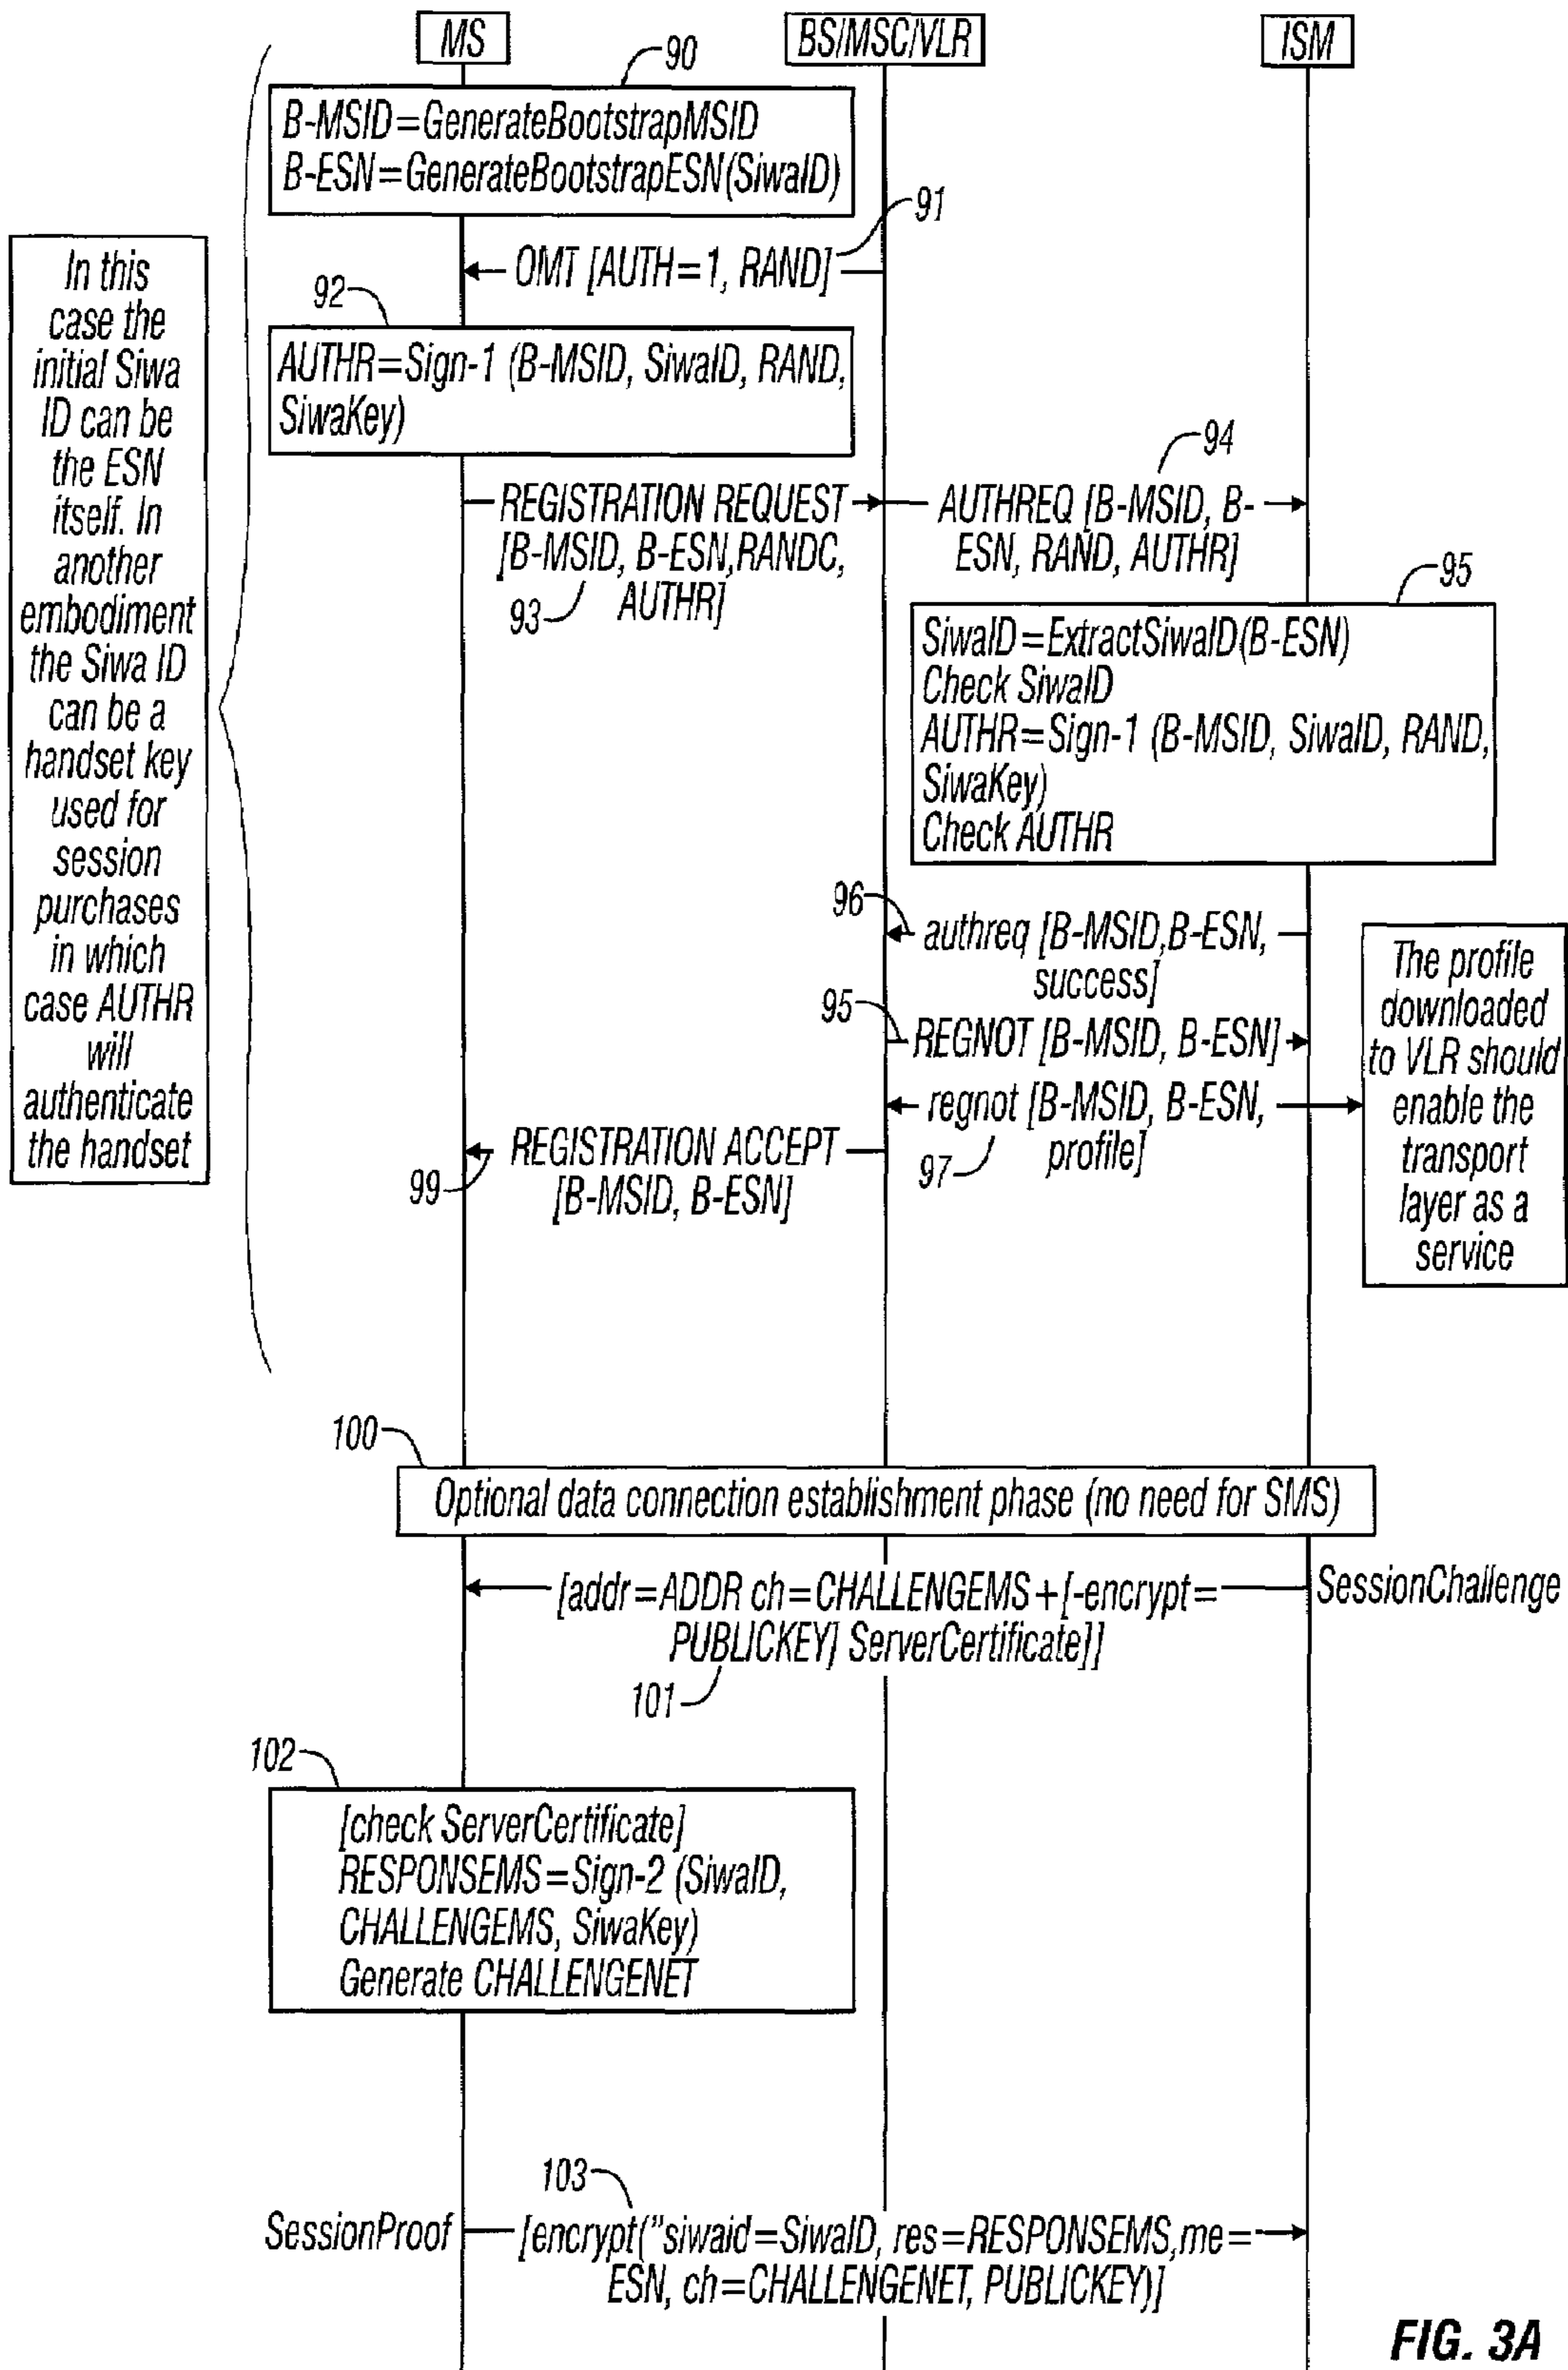 MS
BS/MSC/VLR
ISM
90
B-MSID=GenerateBootstrapMSID
B-ESN=GenerateBootstrapESN(SiwaID)
91
OMT [AUTH=1, RAND]
In this
case the
initial Siwa
ID can be
the ESN
itself. In
another
embodiment
the Siwa ID
can be a
handset key
used for
session
purchases
in which
case AUTHR
will
authenticate
the handset
92
AUTHR=Sign-1 (B-MSID, SiwaID, RAND,
SiwaKey)
REGISTRATION REQUEST
[B-MSID, B-ESN,RANDC,
AUTHR]
93
94
AUTHREQ [B-MSID, B-
ESN, RAND, AUTHR]
95
SiwaID=ExtractSiwaID(B-ESN)
Check SiwaID
AUTHR=Sign-1 (B-MSID, SiwaID, RAND,
SiwaKey)
Check AUTHR
96
authreq [B-MSID,B-ESN,
success]
95
REGNOT [B-MSID, B-ESN]
regnot [B-MSID, B-ESN,
profile]
97
The profile
downloaded
to VLR should
enable the
transport
layer as a
service
REGISTRATION ACCEPT
[B-MSID, B-ESN]
99
100
Optional data connection establishment phase (no need for SMS)
[addr=ADDR ch=CHALLENGEMS+[-encrypt=
PUBLICKEY] ServerCertificate]]
SessionChallenge
101
102
[check ServerCertificate]
RESPONSEMS=Sign-2 (SiwaID,
CHALLENGEMS, SiwaKey)
Generate CHALLENGENET
103
SessionProof
[encrypt("siwaid=SiwaID, res=RESPONSEMS,me=
ESN, ch=CHALLENGENET, PUBLICKEY)]
FIG. 3A